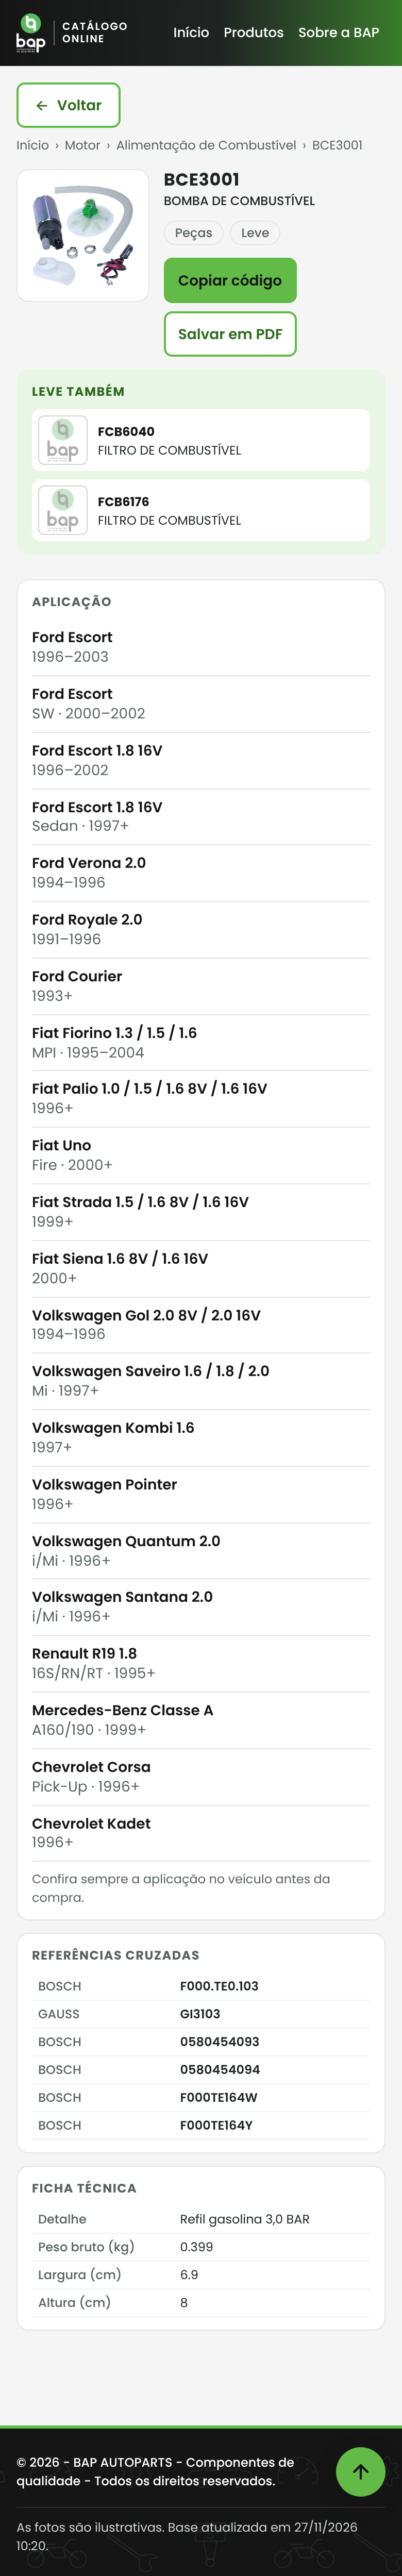 bap
CATÁLOGO
ONLINE
Início Produtos Sobre a BAP
← Voltar
Início › Motor › Alimentação de Combustível › BCE3001
BCE3001
BOMBA DE COMBUSTÍVEL
Peças Leve
Copiar código
Salvar em PDF
LEVE TAMBÉM
bap
FCB6040
FILTRO DE COMBUSTÍVEL
bap
FCB6176
FILTRO DE COMBUSTÍVEL
APLICAÇÃO
Ford Escort
1996–2003
Ford Escort
SW · 2000–2002
Ford Escort 1.8 16V
1996–2002
Ford Escort 1.8 16V
Sedan · 1997+
Ford Verona 2.0
1994–1996
Ford Royale 2.0
1991–1996
Ford Courier
1993+
Fiat Fiorino 1.3 / 1.5 / 1.6
MPI · 1995–2004
Fiat Palio 1.0 / 1.5 / 1.6 8V / 1.6 16V
1996+
Fiat Uno
Fire · 2000+
Fiat Strada 1.5 / 1.6 8V / 1.6 16V
1999+
Fiat Siena 1.6 8V / 1.6 16V
2000+
Volkswagen Gol 2.0 8V / 2.0 16V
1994–1996
Volkswagen Saveiro 1.6 / 1.8 / 2.0
Mi · 1997+
Volkswagen Kombi 1.6
1997+
Volkswagen Pointer
1996+
Volkswagen Quantum 2.0
i/Mi · 1996+
Volkswagen Santana 2.0
i/Mi · 1996+
Renault R19 1.8
16S/RN/RT · 1995+
Mercedes-Benz Classe A
A160/190 · 1999+
Chevrolet Corsa
Pick-Up · 1996+
Chevrolet Kadet
1996+
Confira sempre a aplicação no veículo antes da
compra.
REFERÊNCIAS CRUZADAS
BOSCH F000.TE0.103
GAUSS GI3103
BOSCH 0580454093
BOSCH 0580454094
BOSCH F000TE164W
BOSCH F000TE164Y
FICHA TÉCNICA
Detalhe Refil gasolina 3,0 BAR
Peso bruto (kg) 0.399
Largura (cm) 6.9
Altura (cm) 8
© 2026 - BAP AUTOPARTS - Componentes de
qualidade - Todos os direitos reservados.
As fotos são ilustrativas. Base atualizada em 27/11/2026
10:20.